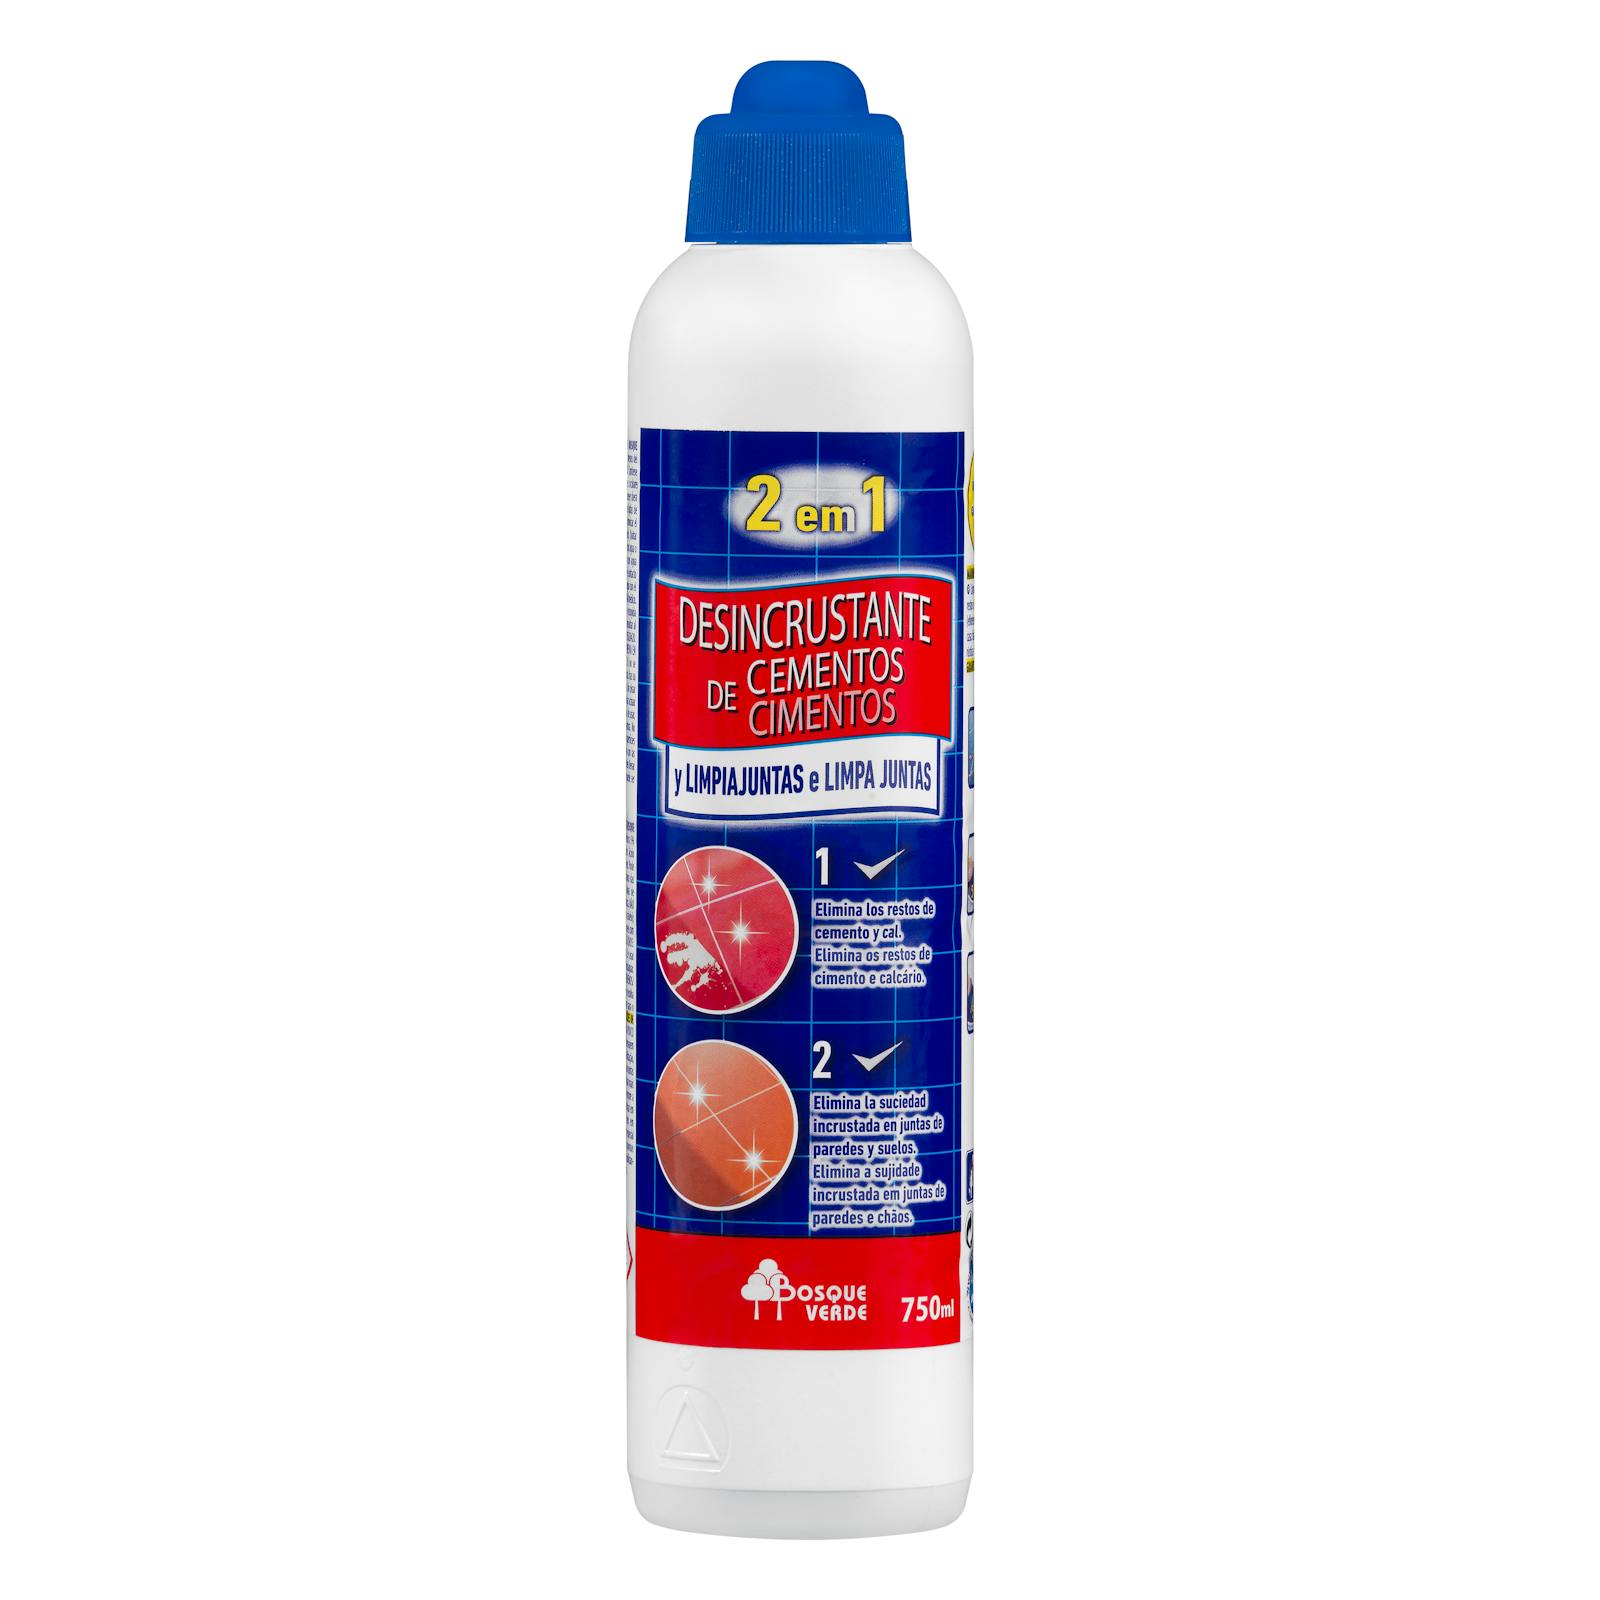 2 em 1
DESINCRUSTANTE
DE CEMENTOS
CIMENTOS
y LIMPIAJUNTAS e LIMPA JUNTAS
1
Elimina los restos de
cemento y cal.
Elimina os restos de
cimento e calcário.
2
Elimina la suciedad
incrustada en juntas de
paredes y suelos.
Elimina a sujidade
incrustada em juntas de
paredes e chãos.
BOSQUE
VERDE
750ml